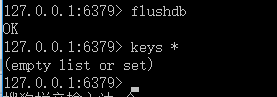 127.0.0.1:6379> flushdb
OK
127.0.0.1:6379> keys *
(empty list or set)
127.0.0.1:6379>